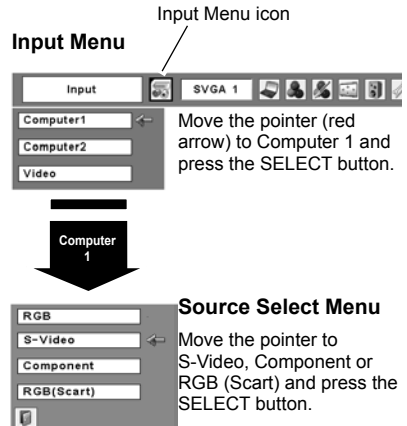 Input Menu icon
Input Menu
Input
SVGA 1
Computer1
Computer2
Video
Move the pointer (red
arrow) to Computer 1 and
press the SELECT button.
Computer
1
RGB
S-Video
Component
RGB(Scart)
Source Select Menu
Move the pointer to
S-Video, Component or
RGB (Scart) and press the
SELECT button.